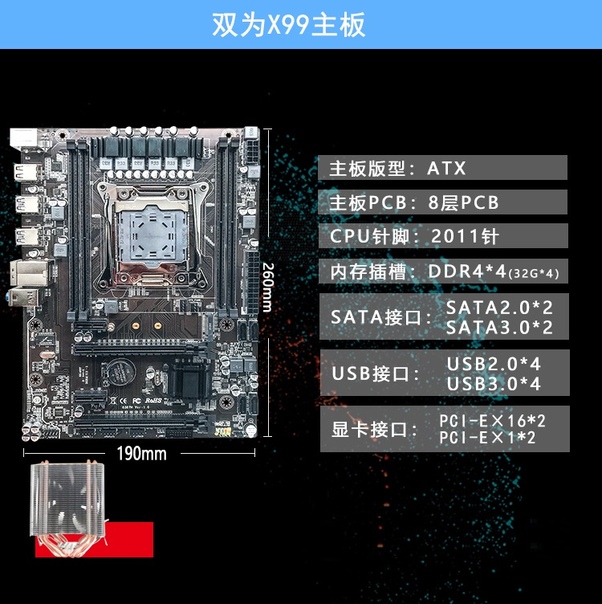 双为X99主板
主板版型：ATX
主板PCB：8层PCB
CPU针脚：2011针
内存插槽：DDR4*4(32G*4)
SATA接口：SATA2.0*2
SATA3.0*2
USB接口：USB2.0*4
USB3.0*4
显卡接口：PCI-E×16*2
PCI-E×1*2
260mm
190mm
FC RoHS